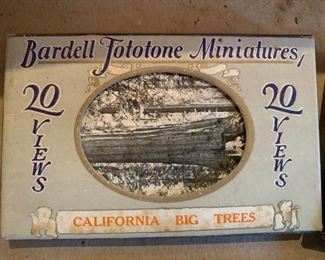 Bardell Fototone Miniatures
20 VIEWS
20 VIEWS
CALIFORNIA BIG TREES